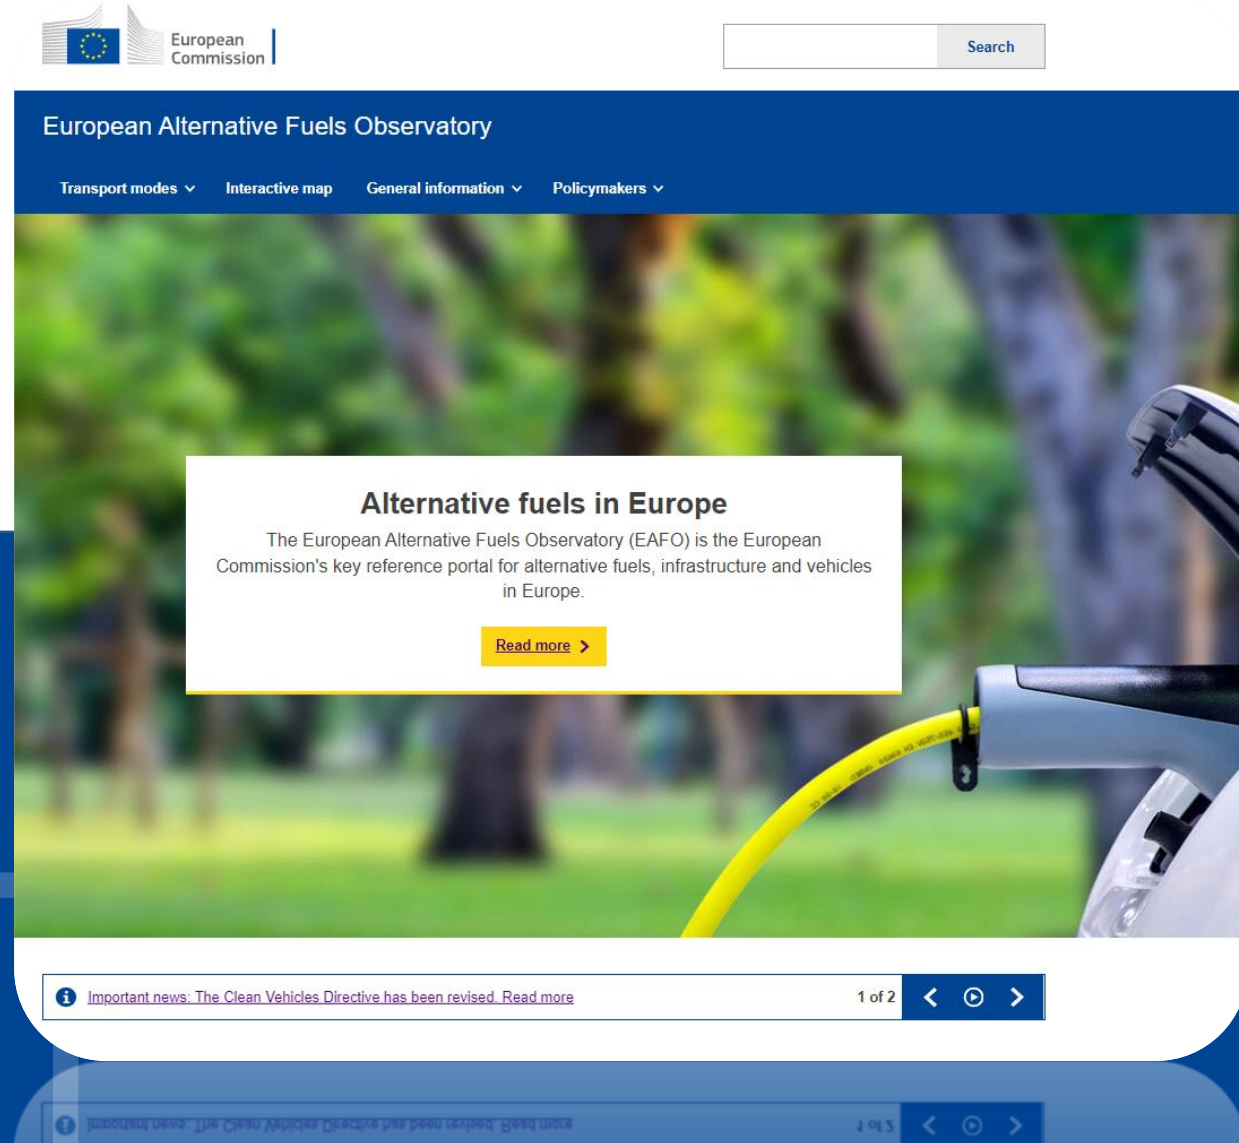 European
Commission
Search
European Alternative Fuels Observatory
Transport modes
Interactive map
General information
Policymakers
Alternative fuels in Europe
The European Alternative Fuels Observatory (EAFO) is the European
Commission's key reference portal for alternative fuels, infrastructure and vehicles
in Europe.
Read more
Important news: The Clean Vehicles Directive has been revised. Read more
1 of 2